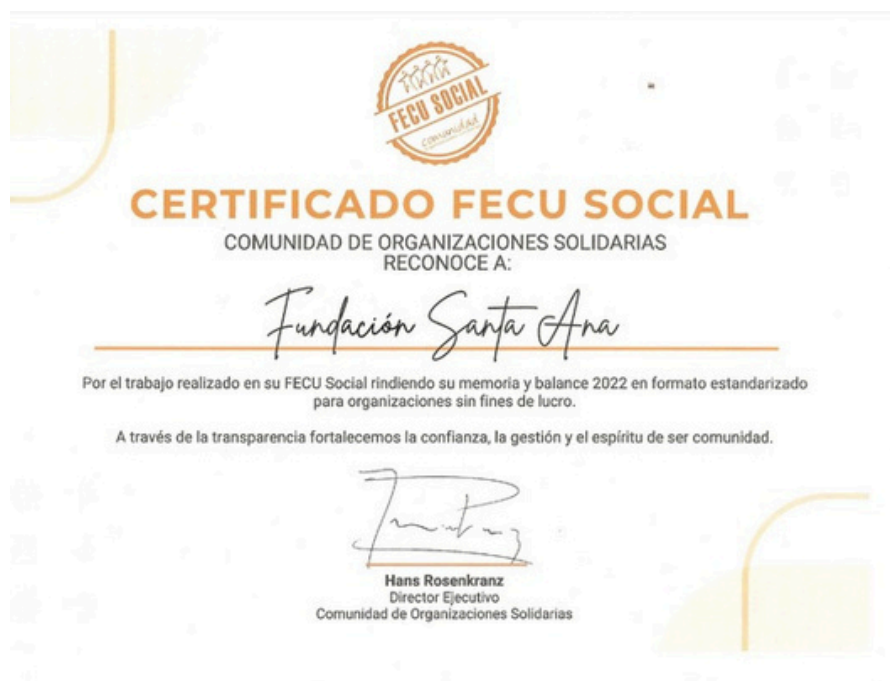 FECU SOCIAL
comunidad
CERTIFICADO FECU SOCIAL
COMUNIDAD DE ORGANIZACIONES SOLIDARIAS
RECONOCE A:
Fundación Santa Ana
Por el trabajo realizado en su FECU Social rindiendo su memoria y balance 2022 en formato estandarizado
para organizaciones sin fines de lucro.
A través de la transparencia fortalecemos la confianza, la gestión y el espíritu de ser comunidad.
Hans Rosenkranz
Director Ejecutivo
Comunidad de Organizaciones Solidarias